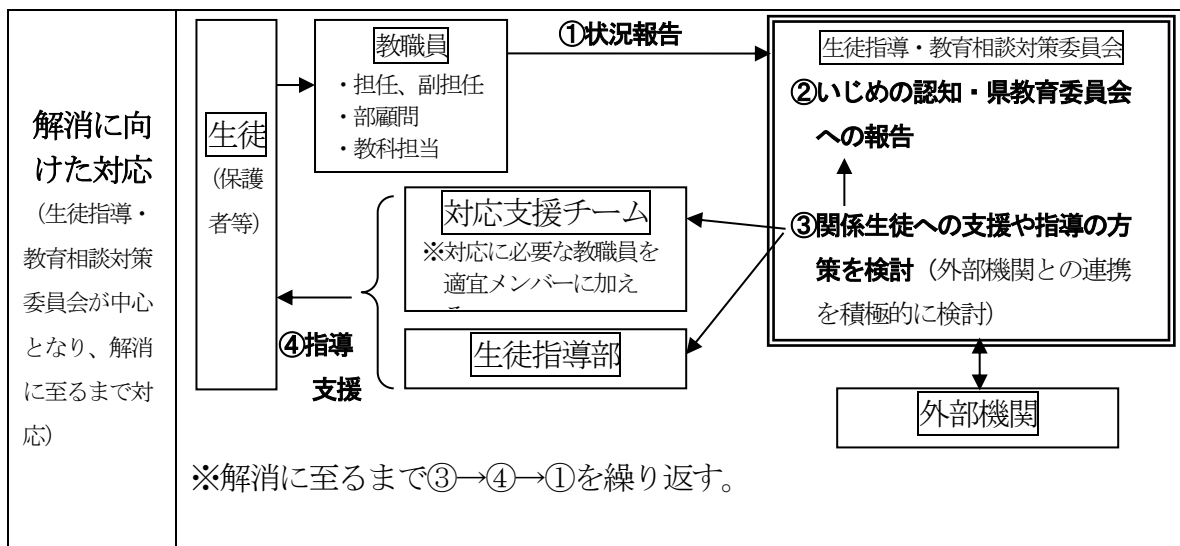 解消に向
けた対応
（生徒指導・
教育相談対策
委員会が中心
となり、解消
に至るまで対
応）
生徒
（保護
者等）
教職員
・担任、副担任
・部顧問
・教科担当
①状況報告
生徒指導・教育相談対策委員会
②いじめの認知・県教育委員会
への報告
③関係生徒への支援や指導の方
策を検討（外部機関との連携
を積極的に検討）
対応支援チーム
※対応に必要な教職員を
適宜メンバーに加え
生徒指導部
④指導
支援
外部機関
※解消に至るまで③→④→①を繰り返す。